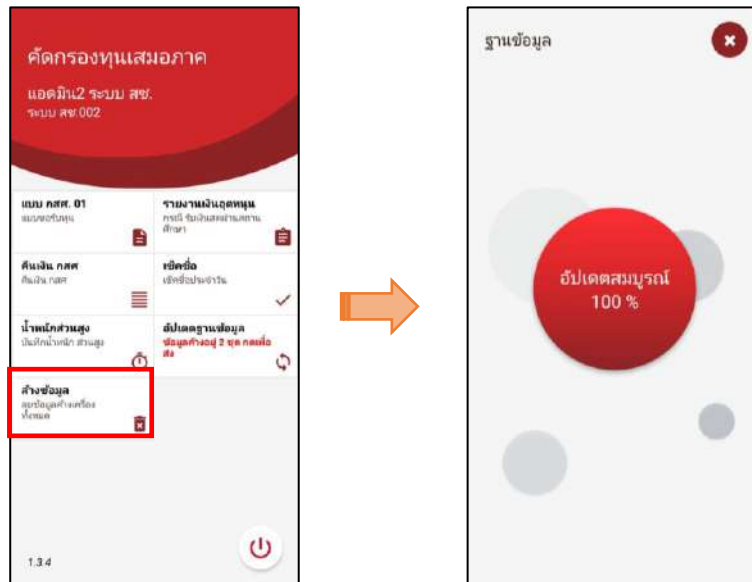 คัดกรองทุนเสมอภาค
แอดมิน2 ระบบ สช.
ระบบ สช.002
แบบ กสศ. 01
แบบขอรับทุน
รายงานเงินอุดหนุน
กรณี รับเงินสดผ่านสถาน
ศึกษา
คืนเงิน กสศ
คืนเงิน กสศ
เช็คชื่อ
เช็คชื่อประจำวัน
น้ำหนักส่วนสูง
บันทึกน้ำหนัก ส่วนสูง
อัปเดตฐานข้อมูล
ข้อมูลค้างอยู่ 2 ชุด กดเพื่อ
ส่ง
ล้างข้อมูล
ลบข้อมูลค้างเครื่อง
ทั้งหมด
1.3.4
ฐานข้อมูล
อัปเดตสมบูรณ์
100 %